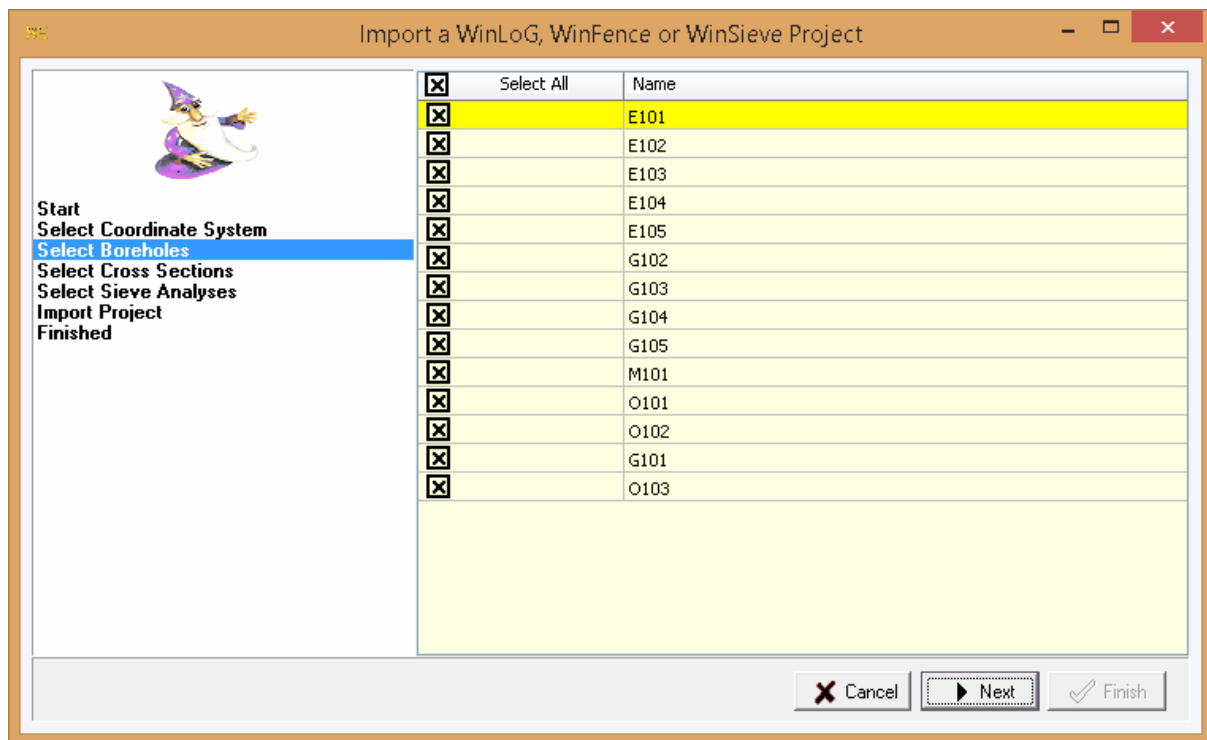 Import a WinLoG, WinFence or WinSieve Project
Start
Select Coordinate System
Select Boreholes
Select Cross Sections
Select Sieve Analyses
Import Project
Finished
Select All Name
E101
E102
E103
E104
E105
G102
G103
G104
G105
M101
O101
O102
G101
O103
Cancel Next Finish